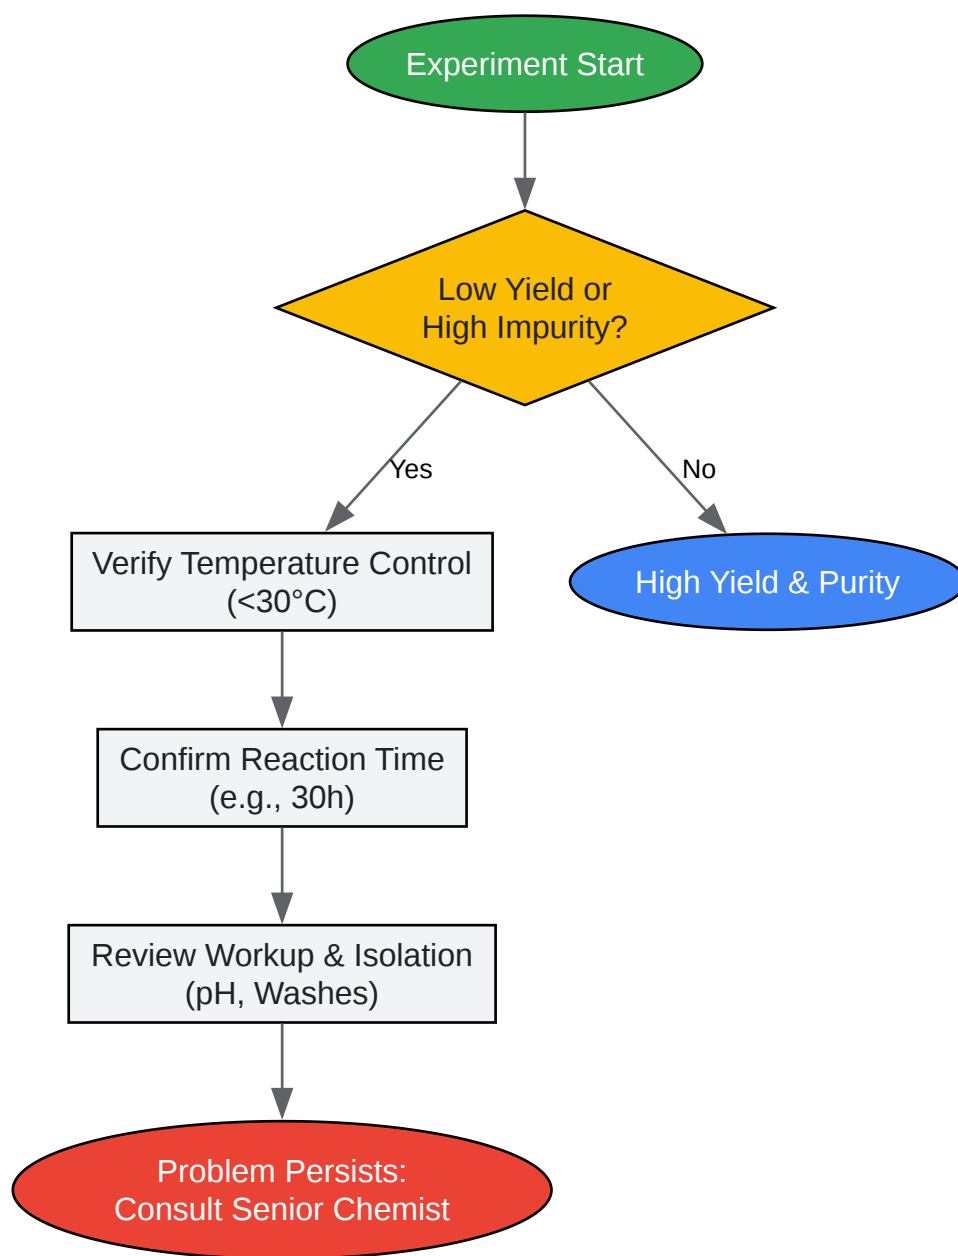 Experiment Start
Low Yield or
High Impurity?
Yes
No
Verify Temperature Control
(<30°C)
High Yield & Purity
Confirm Reaction Time
(e.g., 30h)
Review Workup & Isolation
(pH, Washes)
Problem Persists:
Consult Senior Chemist